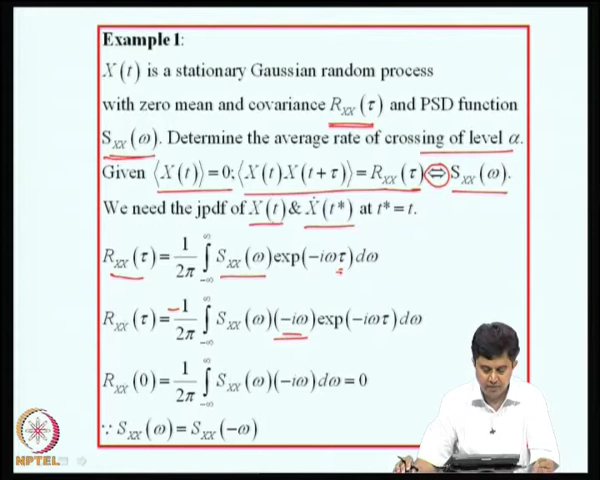 Example 1:
X(t) is a stationary Gaussian random process
with zero mean and covariance R_XX(τ) and PSD function
S_XX(ω). Determine the average rate of crossing of level α.
Given ⟨X(t)⟩ = 0; ⟨X(t)X(t+τ)⟩ = R_XX(τ) ⇔ S_XX(ω).
We need the jpdf of X(t) & Ẋ(t*) at t* = t.
R_XX(τ) = 1/2π ∫_{-∞}^{∞} S_XX(ω) exp(-iωτ) dω
R_XẊ(τ) = 1/2π ∫_{-∞}^{∞} S_XX(ω)(-iω) exp(-iωτ) dω
R_XẊ(0) = 1/2π ∫_{-∞}^{∞} S_XX(ω)(-iω) dω = 0
∵ S_XX(ω) = S_XX(-ω)
NPTEL